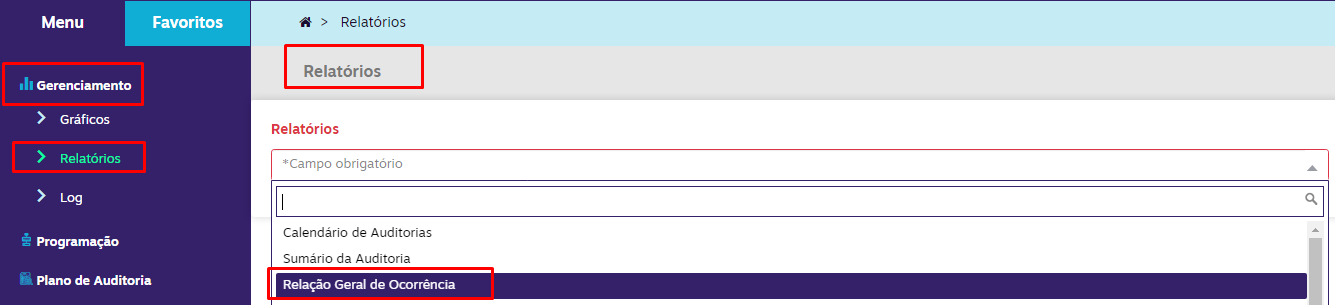 Menu
Favoritos
> Relatórios
Gerenciamento
Gráficos
Relatórios
Log
Programação
Plano de Auditoria
Relatórios
Relatórios
*Campo obrigatório
Calendário de Auditorias
Sumário da Auditoria
Relação Geral de Ocorrência